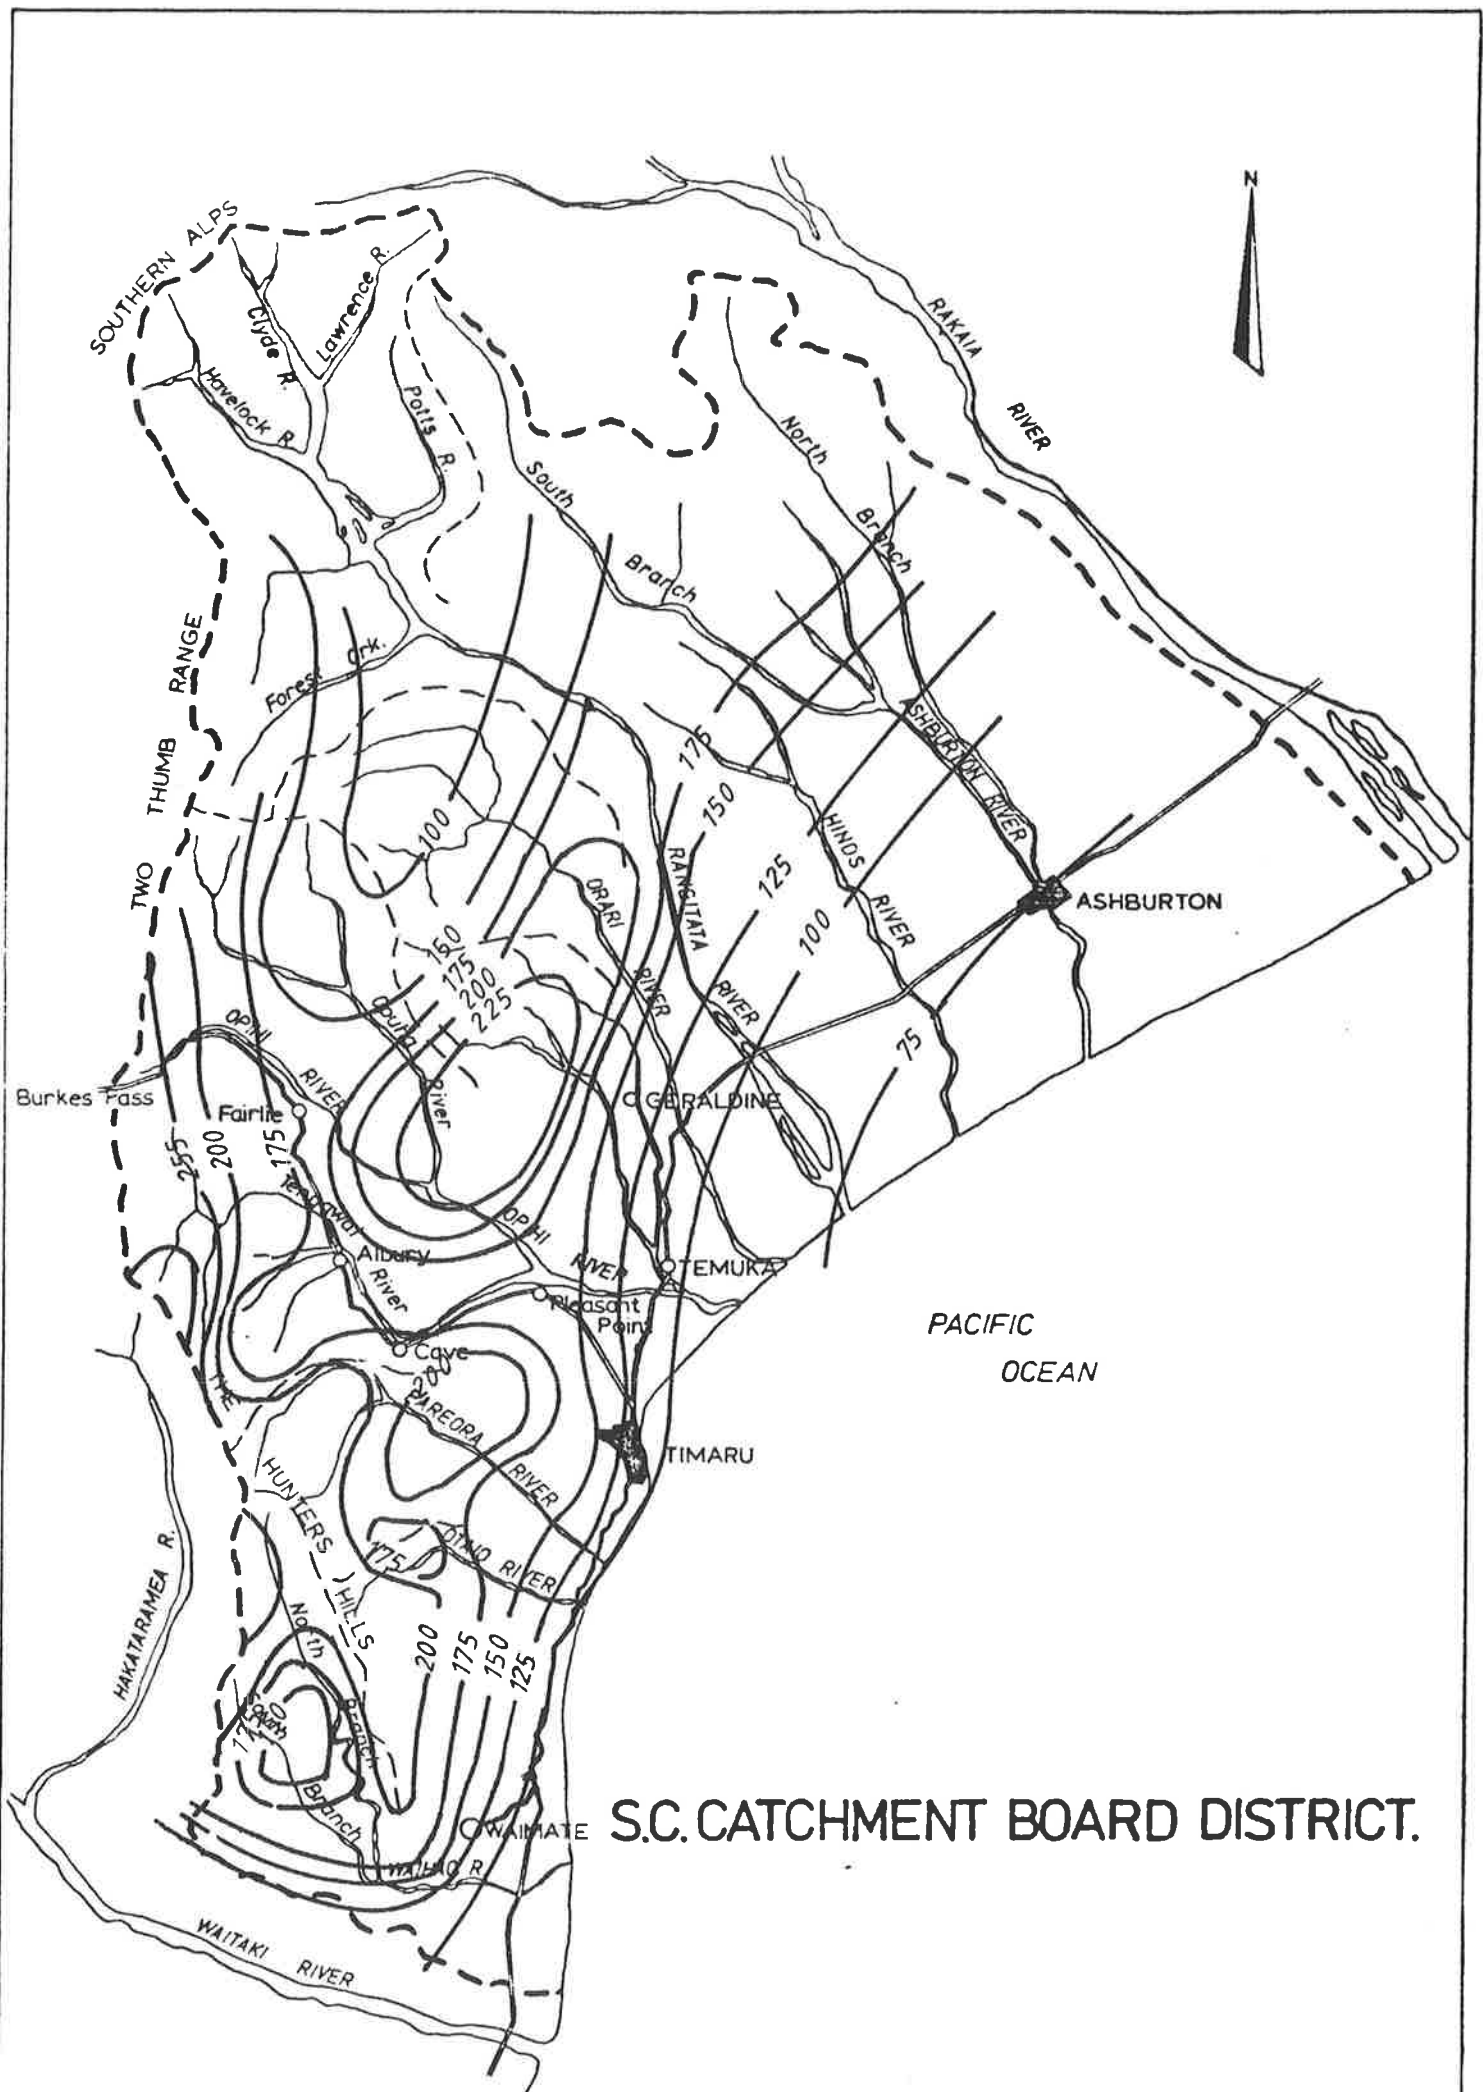 N
SOUTHERN ALPS
Clyde R.
Lawrence R.
Havelock R.
Potts R.
RAKAIA
RIVER
North
Branch
South
Branch
TWO THUMB RANGE
Forest Crk.
ASHBURTON RIVER
175
150
125
100
75
100
HINDS
RIVER
ASHBURTON
RANGITATA
RIVER
ORARI
RIVER
150
175
200
225
Opuha
River
OPIHI
RIVER
Burkes Pass
Fairlie
GERALDINE
255
200
175
Tengawai
River
Albury
OPIHI
RIVER
TEMUKA
Pleasant
Point
Cave
200
PACIFIC
OCEAN
THE
HUNTERS
HILLS
PAREORA
RIVER
TIMARU
175
OTAIO RIVER
HAKATARAMEA R.
North
Branch
200
175
150
125
175
South
Branch
WAIMATE
S.C. CATCHMENT BOARD DISTRICT.
WAIHAO R.
WAITAKI
RIVER